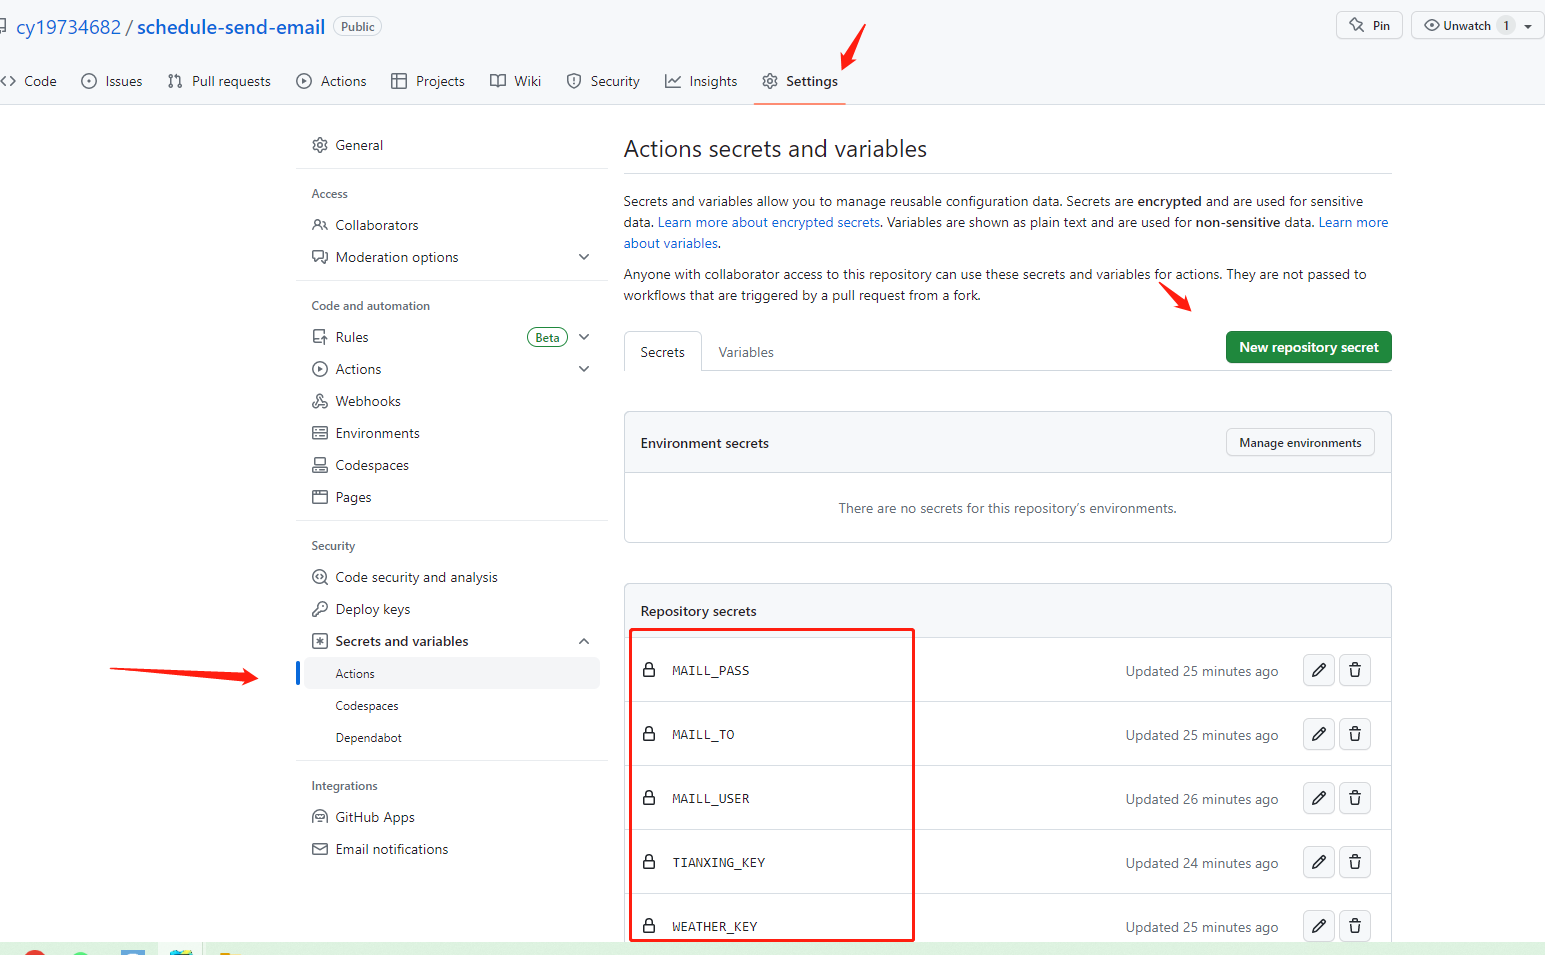 cy19734682 / schedule-send-email Public
Pin
Unwatch 1
Code
Issues
Pull requests
Actions
Projects
Wiki
Security
Insights
Settings
General
Access
Collaborators
Moderation options
Code and automation
Rules
Beta
Actions
Webhooks
Environments
Codespaces
Pages
Security
Code security and analysis
Deploy keys
Secrets and variables
Actions
Codespaces
Dependabot
Integrations
GitHub Apps
Email notifications
Actions secrets and variables
Secrets and variables allow you to manage reusable configuration data. Secrets are encrypted and are used for sensitive
data. Learn more about encrypted secrets. Variables are shown as plain text and are used for non-sensitive data. Learn more
about variables.
Anyone with collaborator access to this repository can use these secrets and variables for actions. They are not passed to
workflows that are triggered by a pull request from a fork.
Secrets
Variables
New repository secret
Environment secrets
Manage environments
There are no secrets for this repository's environments.
Repository secrets
MAILL_PASS
Updated 25 minutes ago
MAILL_TO
Updated 25 minutes ago
MAILL_USER
Updated 26 minutes ago
TIANXING_KEY
Updated 24 minutes ago
WEATHER_KEY
Updated 25 minutes ago